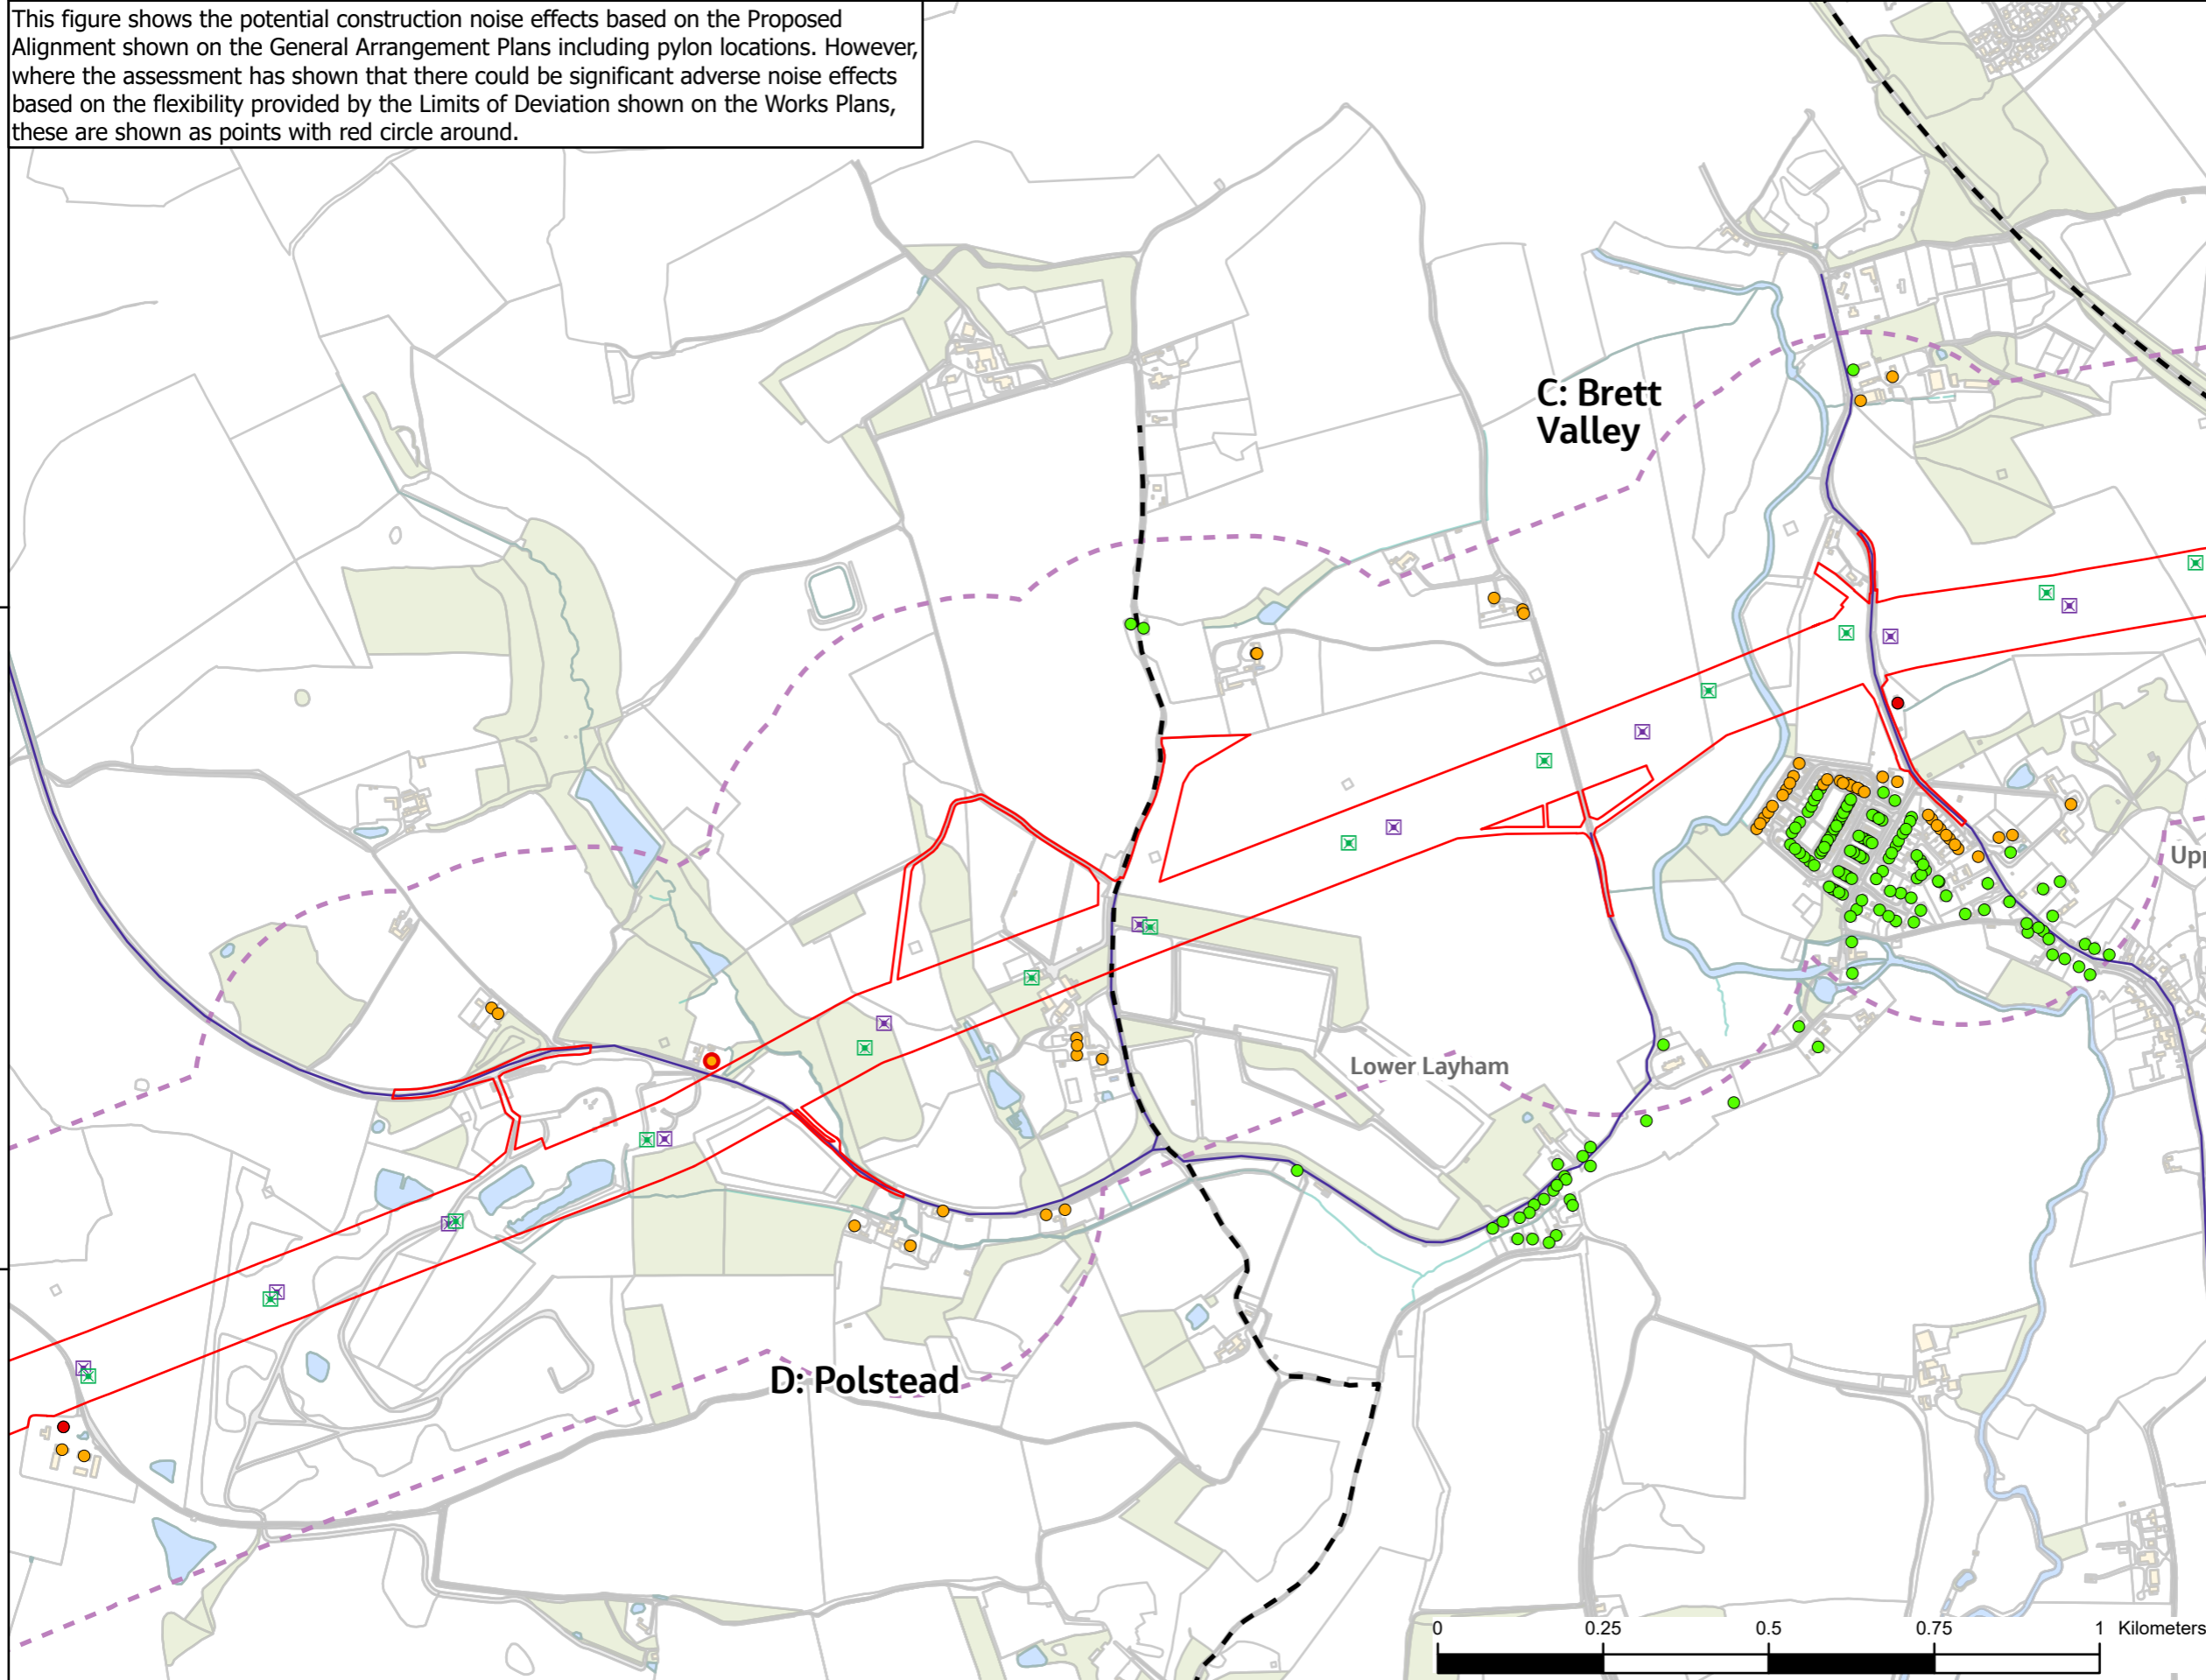 This figure shows the potential construction noise effects based on the Proposed
Alignment shown on the General Arrangement Plans including pylon locations. However,
where the assessment has shown that there could be significant adverse noise effects
based on the flexibility provided by the Limits of Deviation shown on the Works Plans,
these are shown as points with red circle around.
C: Brett
Valley
Upp
Lower Layham
D: Polstead
0 0.25 0.5 0.75 1 Kilometers